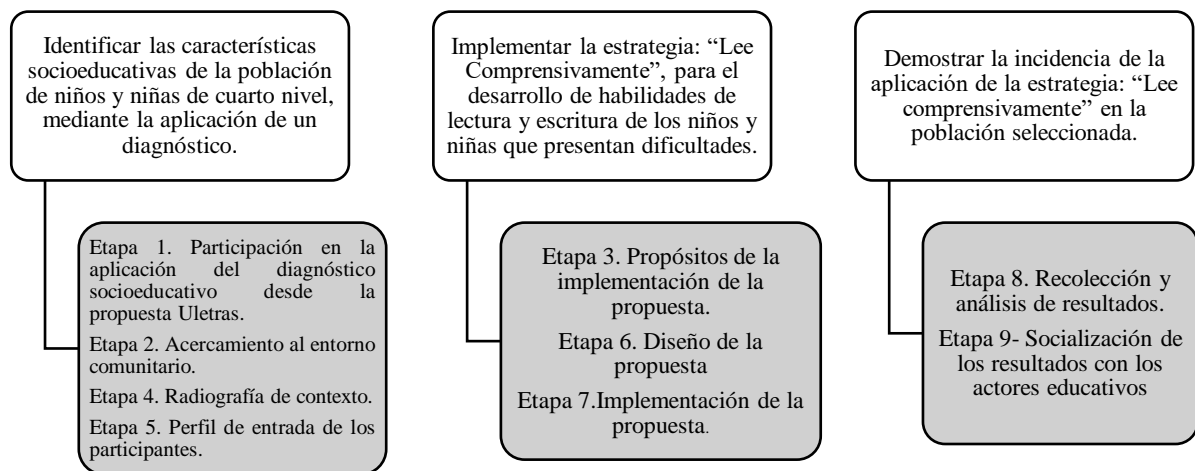 Identificar las características
socioeducativas de la población
de niños y niñas de cuarto nivel,
mediante la aplicación de un
diagnóstico.
Etapa 1. Participación en la
aplicación del diagnóstico
socioeducativo desde la
propuesta Uletras.
Etapa 2. Acercamiento al entorno
comunitario.
Etapa 4. Radiografía de contexto.
Etapa 5. Perfil de entrada de los
participantes.
Implementar la estrategia: “Lee
Comprensivamente”, para el
desarrollo de habilidades de
lectura y escritura de los niños y
niñas que presentan dificultades.
Etapa 3. Propósitos de la
implementación de la
propuesta.
Etapa 6. Diseño de la
propuesta
Etapa 7.Implementación de la
propuesta.
Demostrar la incidencia de la
aplicación de la estrategia: “Lee
comprensivamente” en la
población seleccionada.
Etapa 8. Recolección y
análisis de resultados.
Etapa 9- Socialización de
los resultados con los
actores educativos